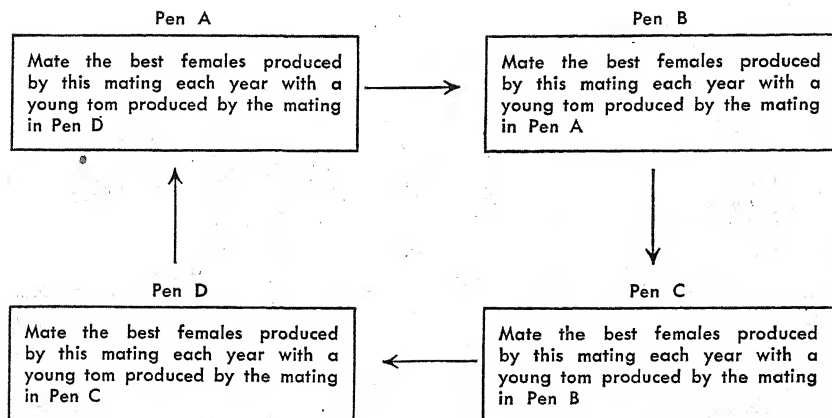 Pen A
Mate the best females produced
by this mating each year with a
young tom produced by the mating
in Pen D
Pen B
Mate the best females produced
by this mating each year with a
young tom produced by the mating
in Pen A
Pen D
Mate the best females produced
by this mating each year with a
young tom produced by the mating
in Pen C
Pen C
Mate the best females produced
by this mating each year with a
young tom produced by the mating
in Pen B